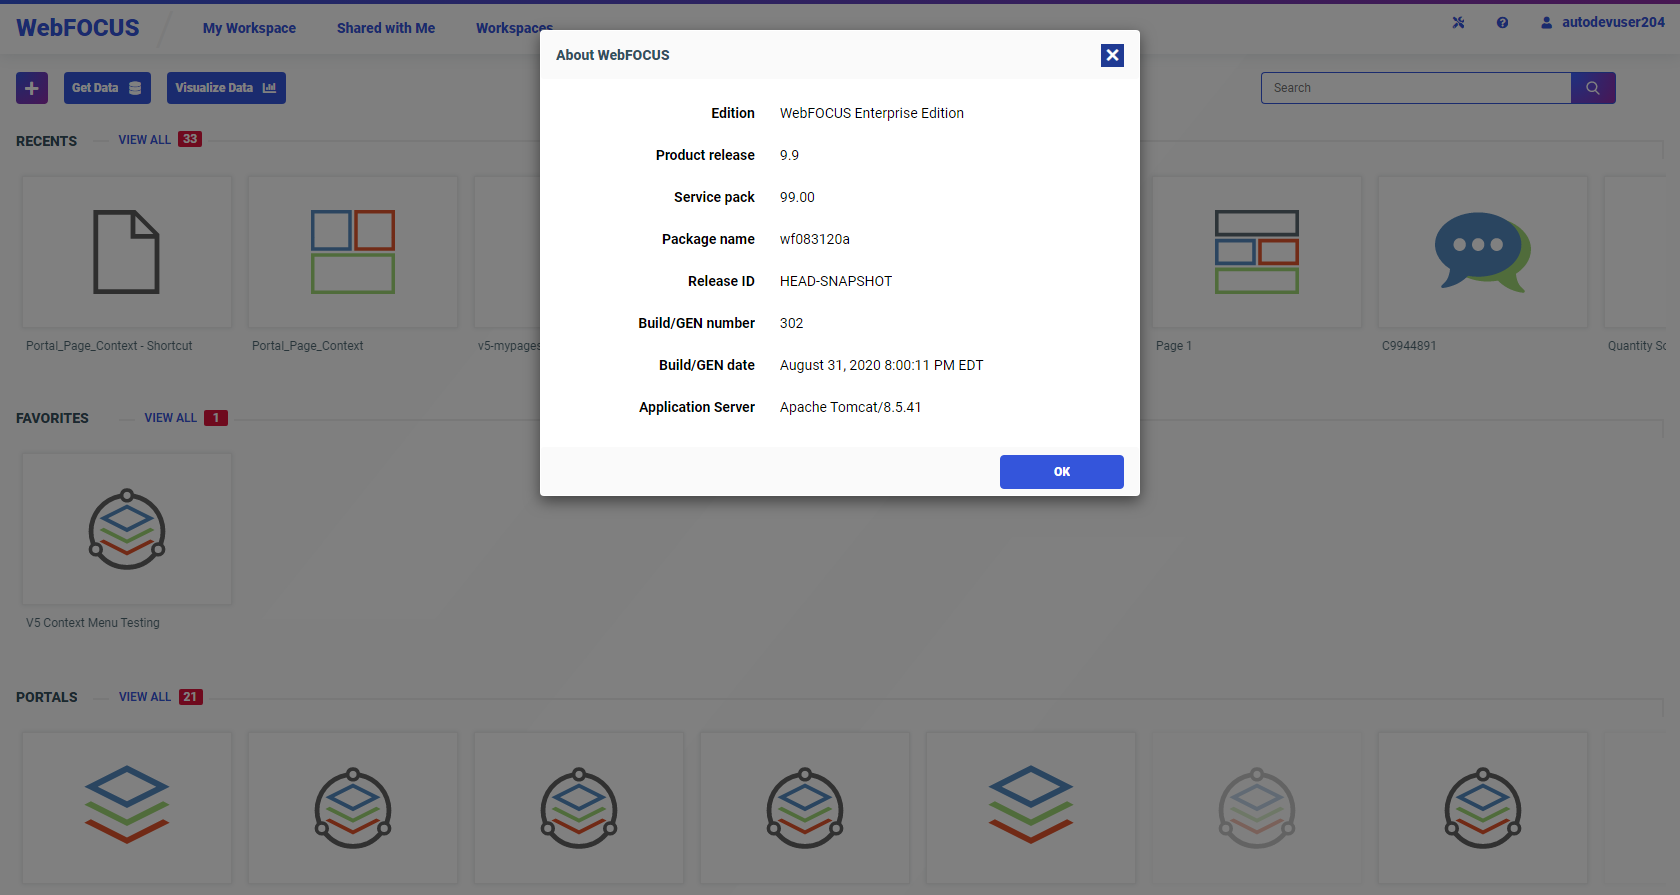 WebFOCUS
My Workspace
Shared with Me
Workspaces
autodevuser204
Get Data
Visualize Data
Search
About WebFOCUS
Edition WebFOCUS Enterprise Edition
Product release 9.9
Service pack 99.00
Package name wf083120a
Release ID HEAD-SNAPSHOT
Build/GEN number 302
Build/GEN date August 31, 2020 8:00:11 PM EDT
Application Server Apache Tomcat/8.5.41
OK
RECENTS VIEW ALL 33
Portal_Page_Context - Shortcut
Portal_Page_Context
v5-mypages
Page 1
C9944891
Quantity
FAVORITES VIEW ALL 1
V5 Context Menu Testing
PORTALS VIEW ALL 21